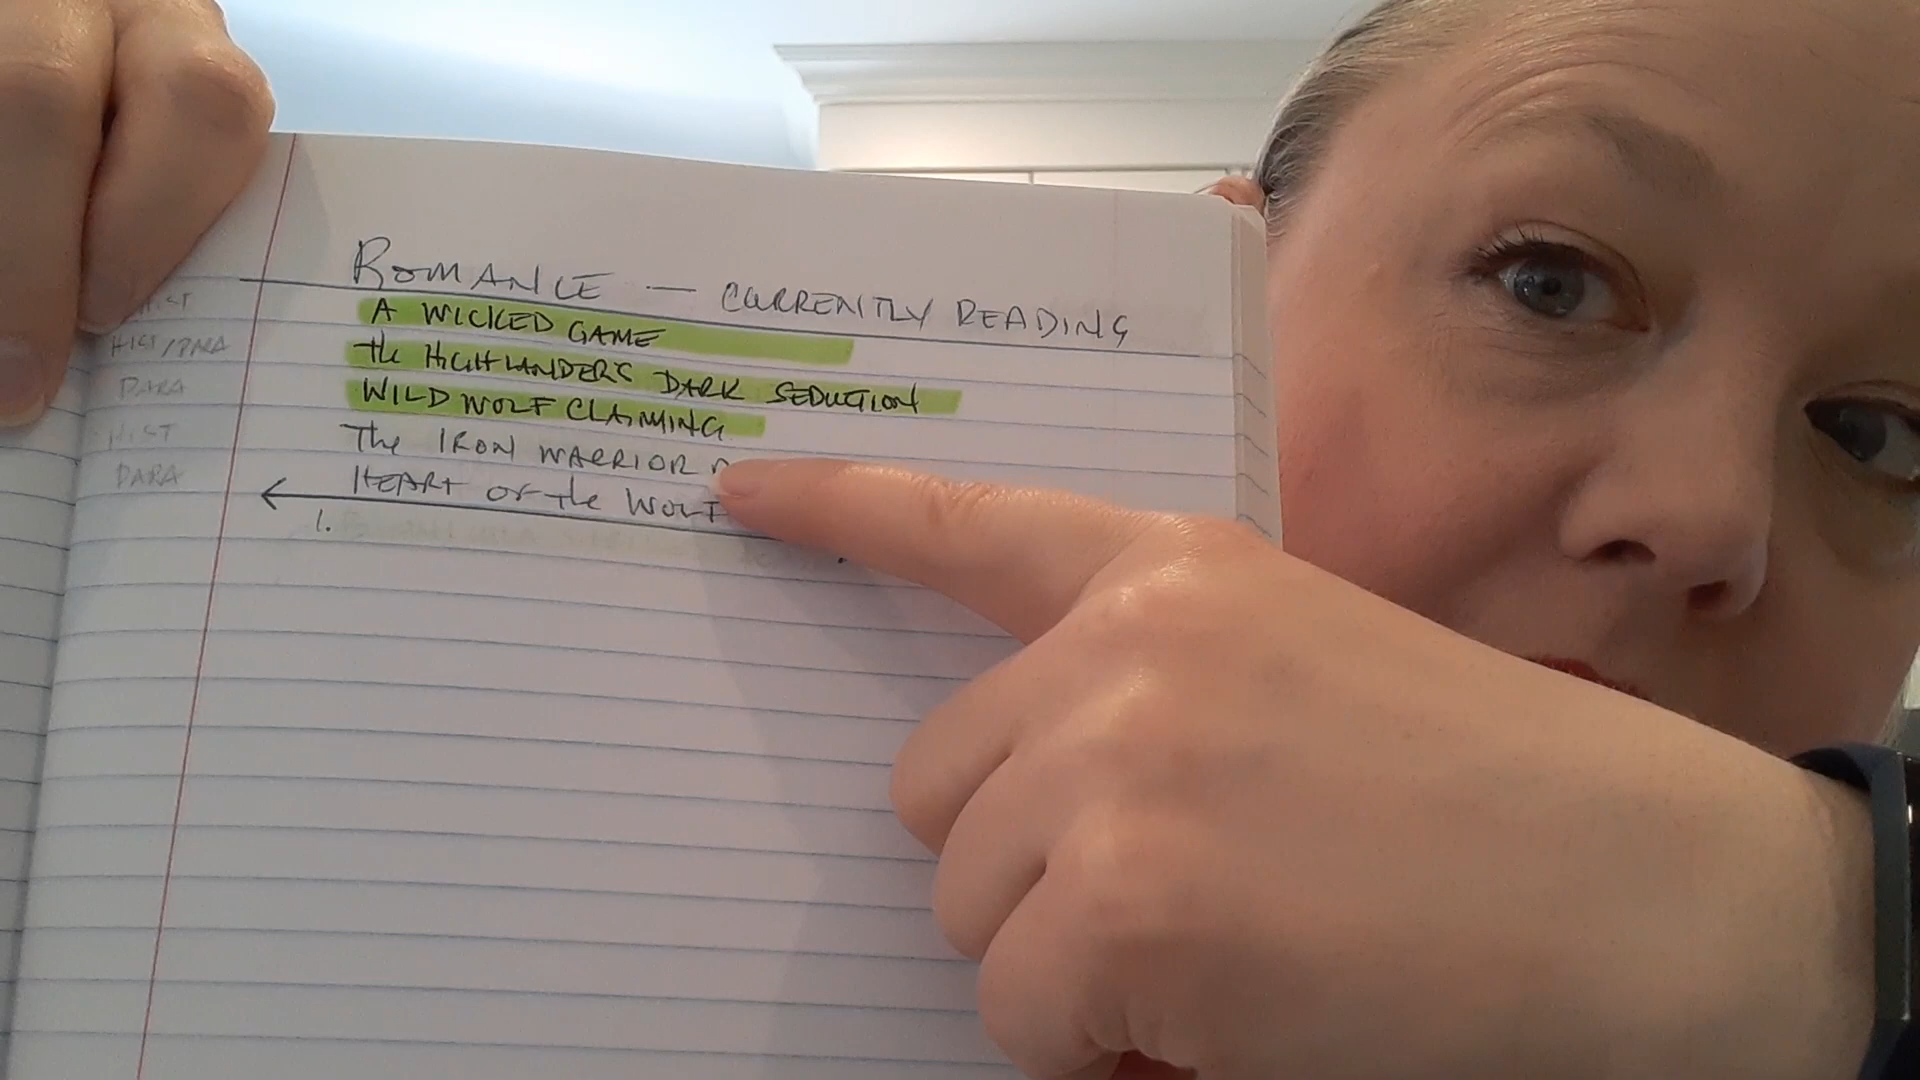 ROMANCE — CURRENTLY READING
HIST A WICKED GAME
HIST/PARA the HIGHLANDER'S DARK SEDUCTION
PARA WILD WOLF CLAIMING
HIST The IRON WARRIOR
PARA HEART OF the WOLF
1.